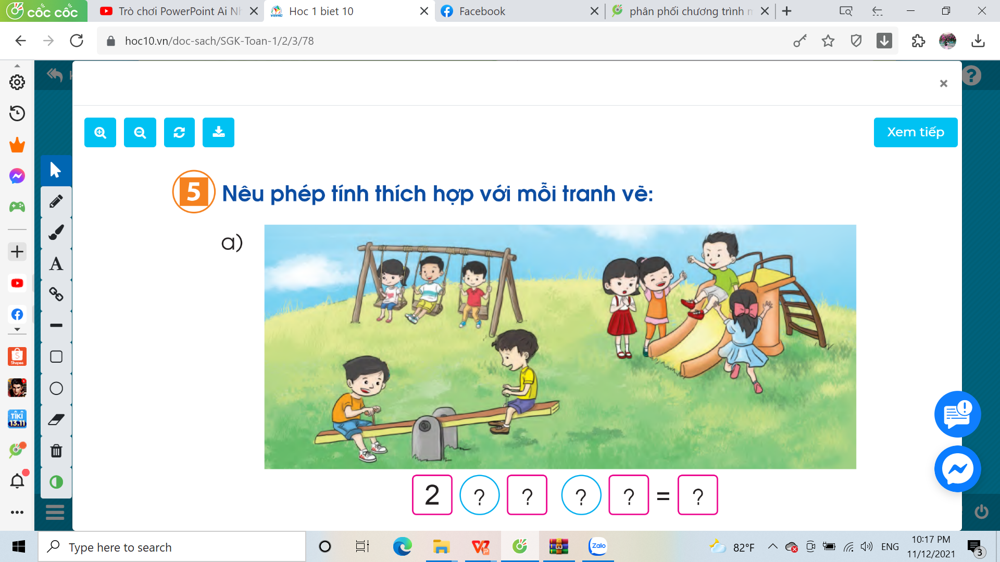 cốc cốc
Trò chơi PowerPoint Ai Nh
Hoc 1 biet 10
Facebook
phân phối chương trình m
hoc10.vn/doc-sach/SGK-Toan-1/2/3/78
Xem tiếp
5 Nêu phép tính thích hợp với mỗi tranh vẽ:
a)
A
Shopee
TIKI
13.11
2 ? ? ? ? = ?
Type here to search
Zalo
82°F
ENG
10:17 PM
11/12/2021
3